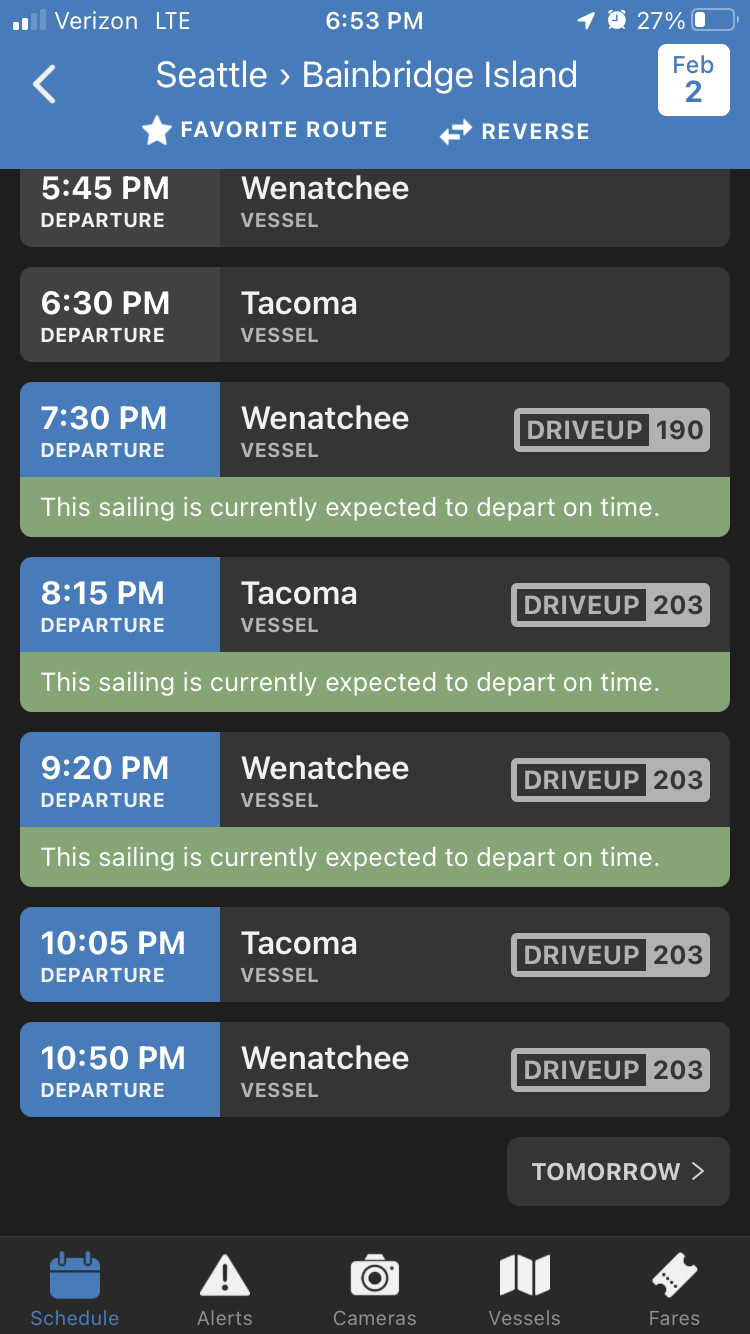 Verizon LTE 6:53 PM 27%
Seattle › Bainbridge Island
Feb
2
FAVORITE ROUTE REVERSE
5:45 PM Wenatchee
DEPARTURE VESSEL
6:30 PM Tacoma
DEPARTURE VESSEL
7:30 PM Wenatchee DRIVEUP 190
DEPARTURE VESSEL
This sailing is currently expected to depart on time.
8:15 PM Tacoma DRIVEUP 203
DEPARTURE VESSEL
This sailing is currently expected to depart on time.
9:20 PM Wenatchee DRIVEUP 203
DEPARTURE VESSEL
This sailing is currently expected to depart on time.
10:05 PM Tacoma DRIVEUP 203
DEPARTURE VESSEL
10:50 PM Wenatchee DRIVEUP 203
DEPARTURE VESSEL
TOMORROW >
Schedule Alerts Cameras Vessels Fares